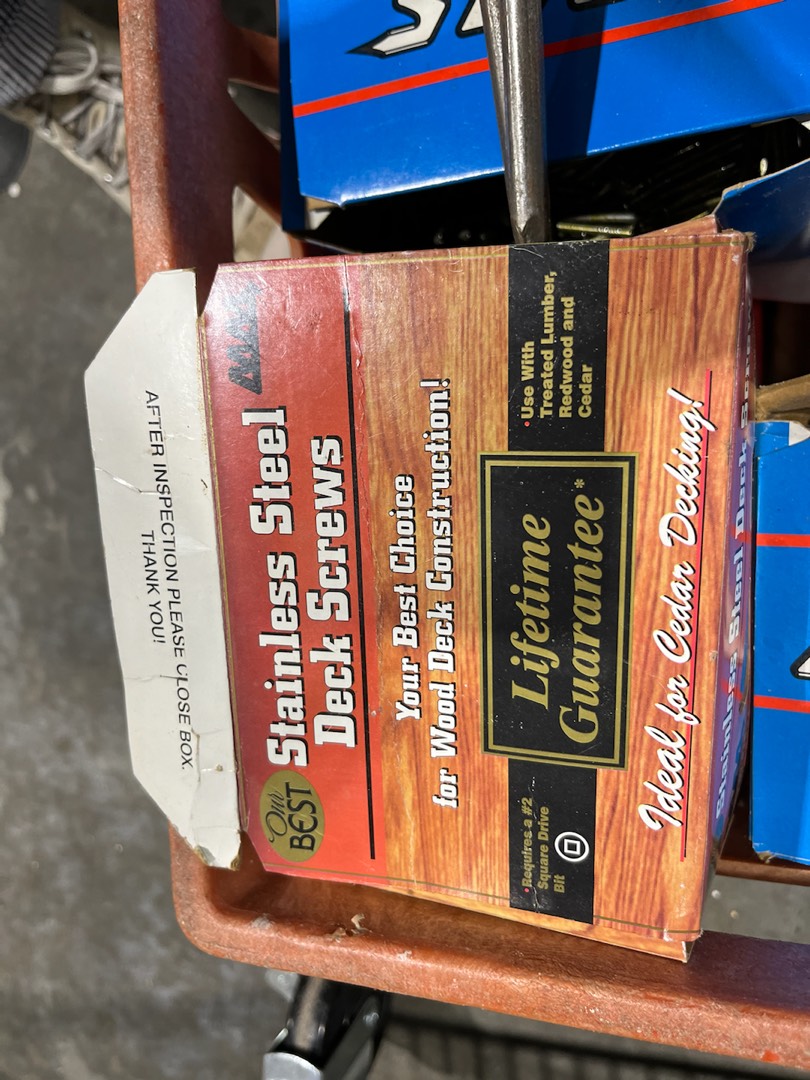 AFTER INSPECTION PLEASE CLOSE BOX.
THANK YOU!
Our
BEST
Stainless Steel
Deck Screws
Your Best Choice
for Wood Deck Construction!
•Requires a #2
Square Drive
Bit
Lifetime
Guarantee*
•Use With
Treated Lumber,
Redwood and
Cedar
Ideal for Cedar Decking!
Stainless Steel Deck